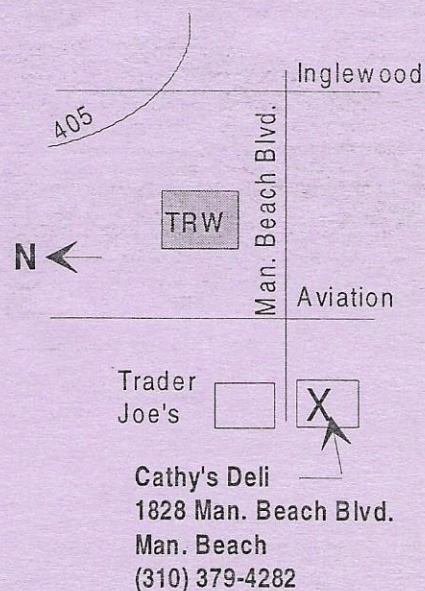 Inglewood
405
Man. Beach Blvd.
TRW
N
Aviation
Trader
Joe's
X
Cathy's Deli
1828 Man. Beach Blvd.
Man. Beach
(310) 379-4282